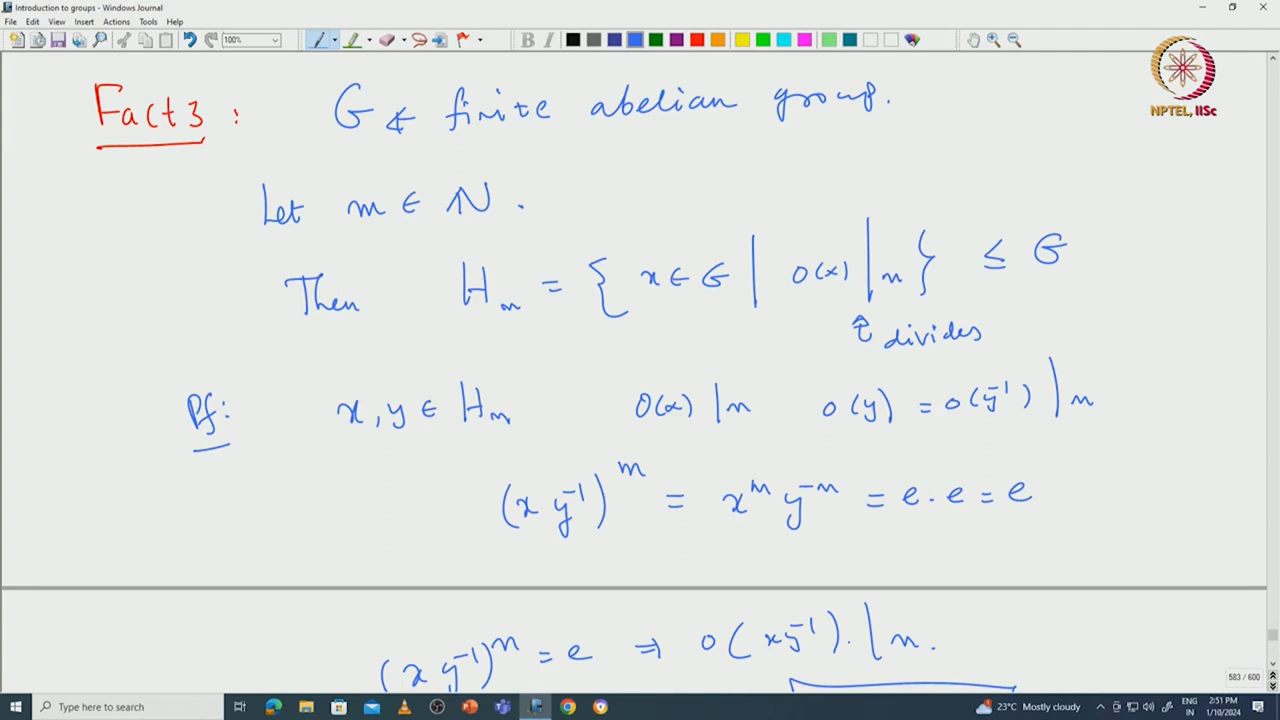 Introduction to groups - Windows Journal
File Edit View Insert Actions Tools Help
100%
B I
NPTEL, IISc
Fact 3 : G finite abelian group.
Let m ∈ N .
Then H_m = { x ∈ G | o(x) | m } ≤ G
↑ divides
Pf: x, y ∈ H_m o(x) | m o(y) = o(y⁻¹) | m
(x y⁻¹)^m = x^m y^-m = e . e = e
(x y⁻¹)^m = e ⇒ o(xy⁻¹). | m.
583 / 600
Type here to search
23°C Mostly cloudy
ENG
IN
2:51 PM
1/10/2024